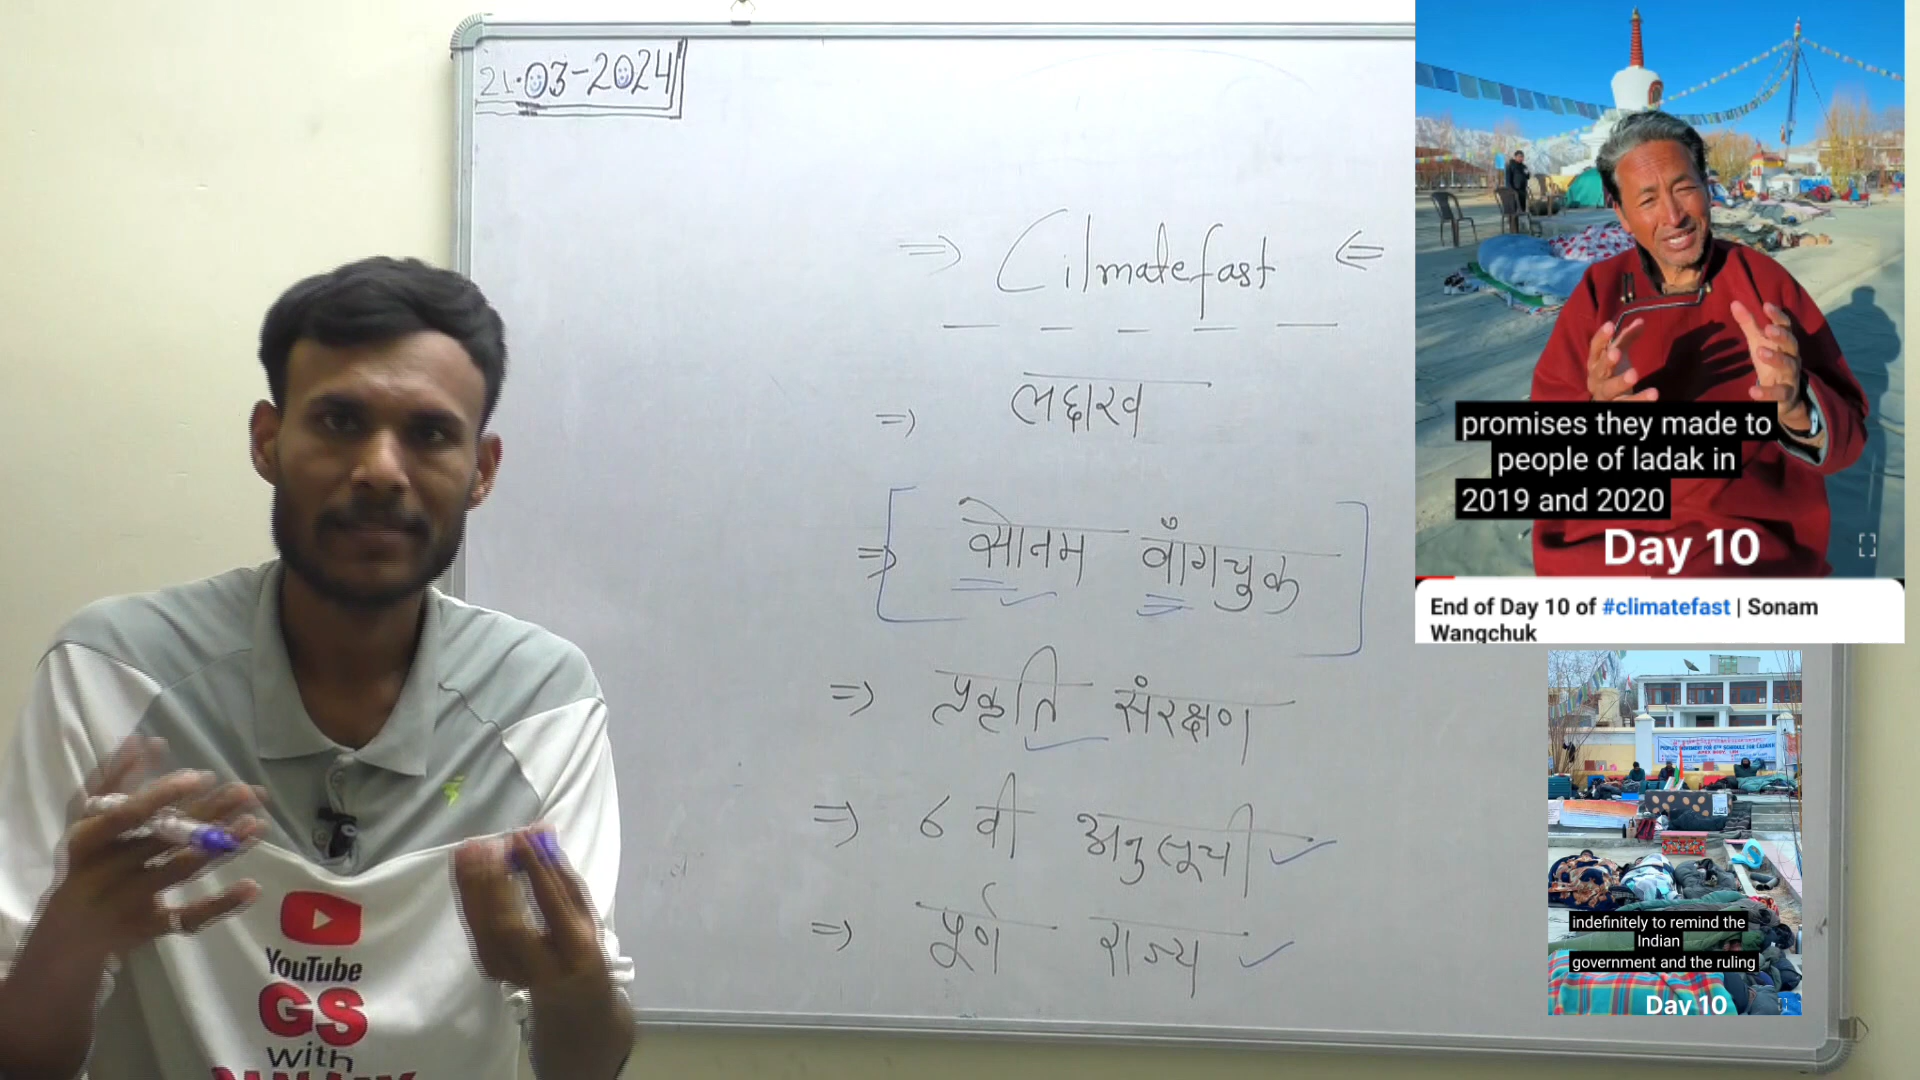 21-03-2024
⇒ Cilmatefast ⇐
⇒ लद्दाख
⇒ [ सोनम वाँगचुक ]
⇒ प्रकृति संरक्षण
⇒ 6 वी अनुसूची ✓
⇒ पूर्ण राज्य ✓
YouTube
GS
with
promises they made to
people of ladak in
2019 and 2020
Day 10
End of Day 10 of #climatefast | Sonam
Wangchuk
indefinitely to remind the
Indian
government and the ruling
Day 10